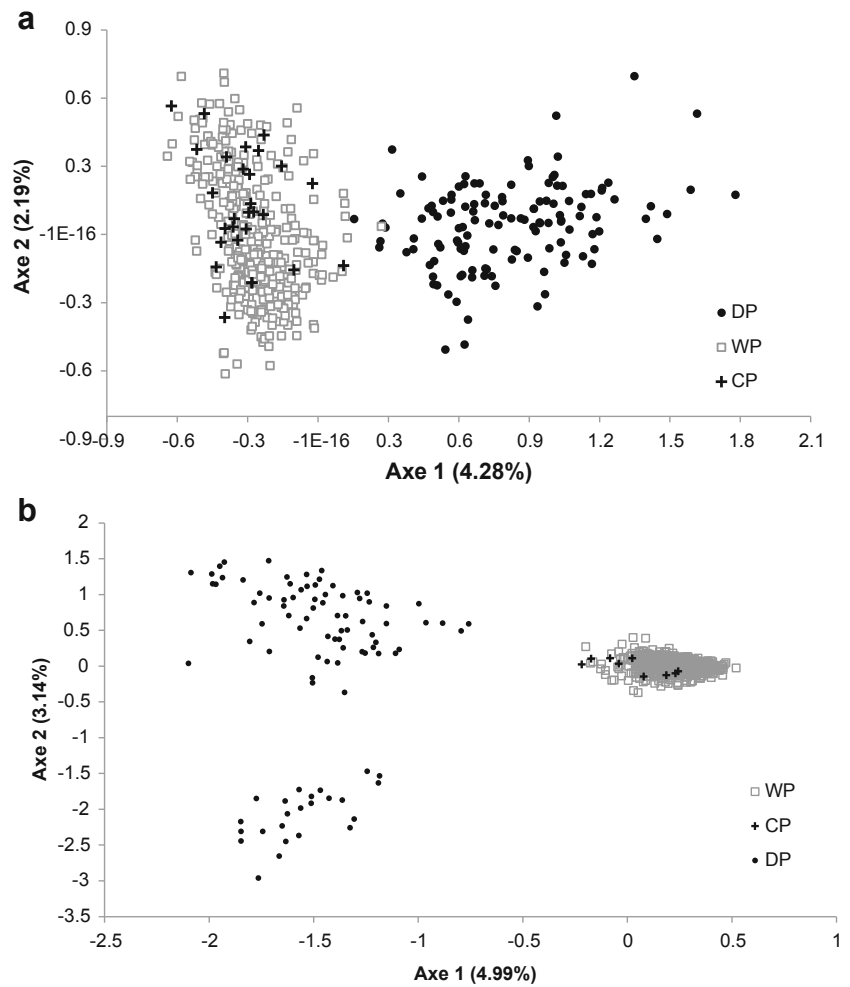 a
0.9
0.6
0.3
-1E-16
-0.3
-0.6
-0.9
Axe 2 (2.19%)
DP
WP
CP
-0.9 -0.6 -0.3 -1E-16 0.3 0.6 0.9 1.2 1.5 1.8 2.1
Axe 1 (4.28%)
b
2
1.5
1
0.5
0
-0.5
-1
-1.5
-2
-2.5
-3
-3.5
Axe 2 (3.14%)
WP
CP
DP
-2.5 -2 -1.5 -1 -0.5 0 0.5 1
Axe 1 (4.99%)